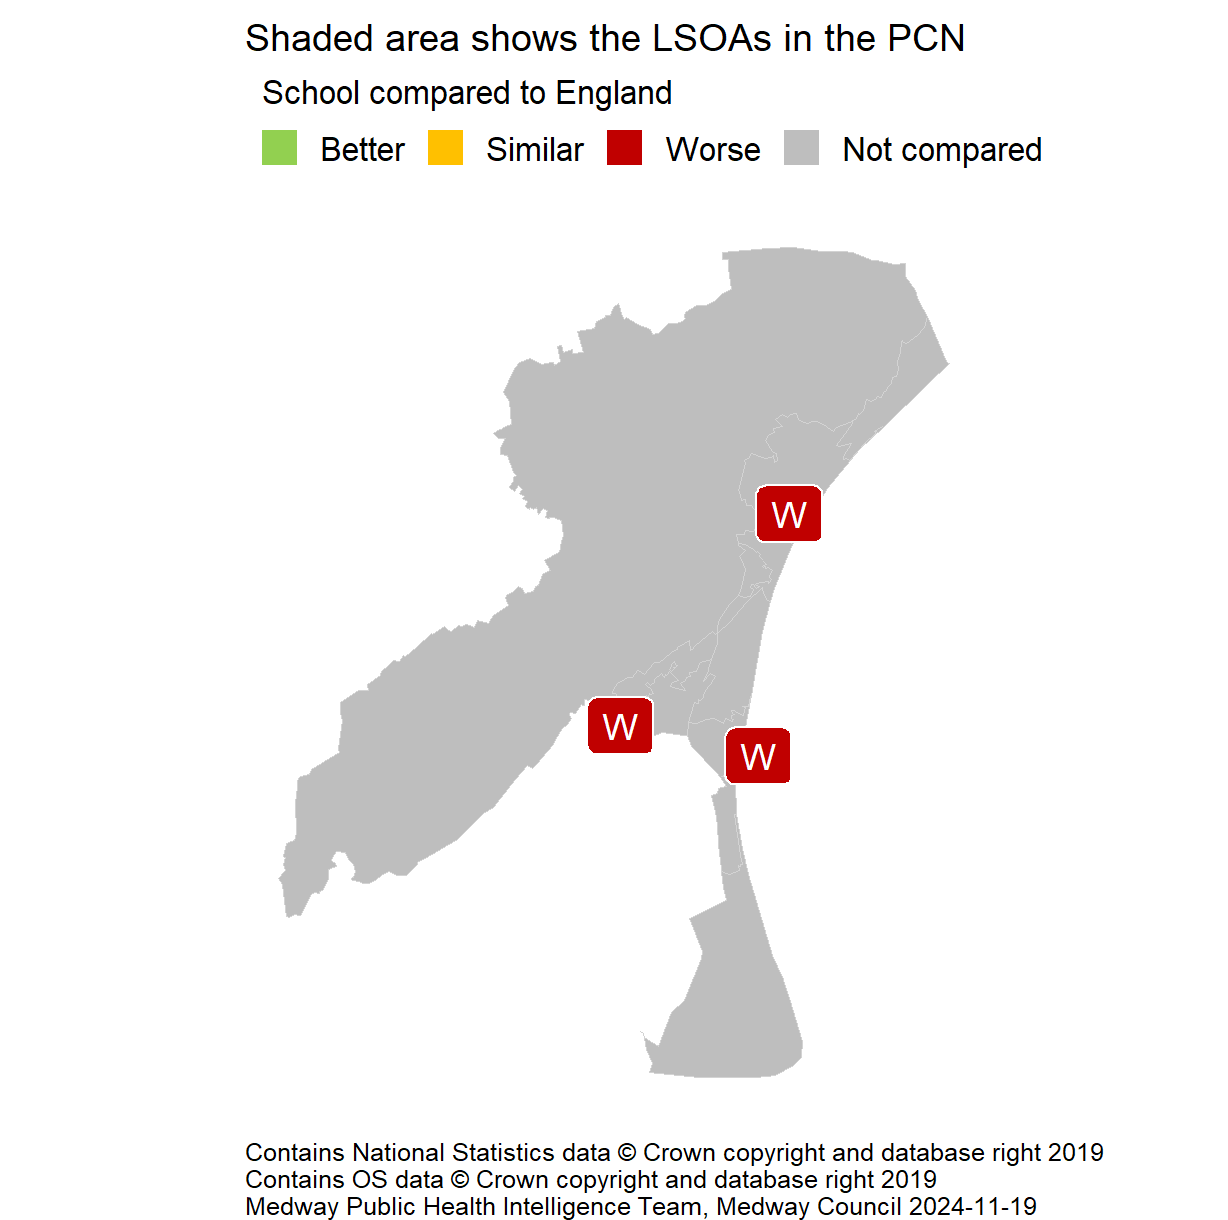 Shaded area shows the LSOAs in the PCN
School compared to England
Better Similar Worse Not compared
W
W
W
Contains National Statistics data © Crown copyright and database right 2019
Contains OS data © Crown copyright and database right 2019
Medway Public Health Intelligence Team, Medway Council 2024-11-19